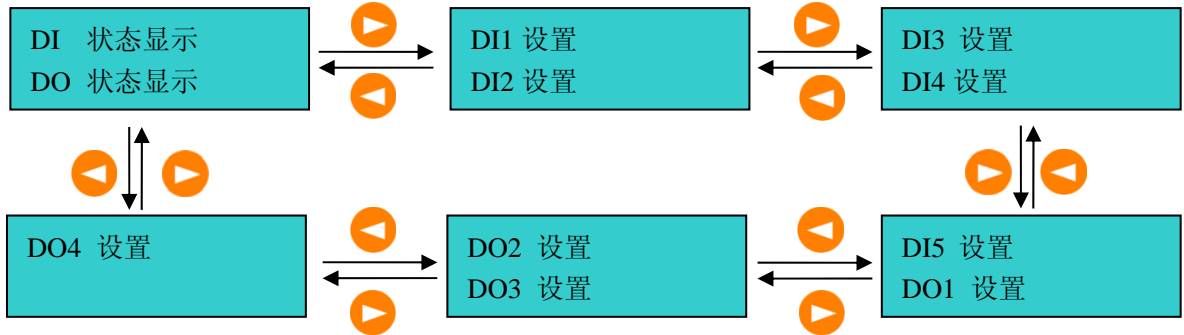 DI 状态显示
DO 状态显示
DI1 设置
DI2 设置
DI3 设置
DI4 设置
DO4 设置
DO2 设置
DO3 设置
DI5 设置
DO1 设置